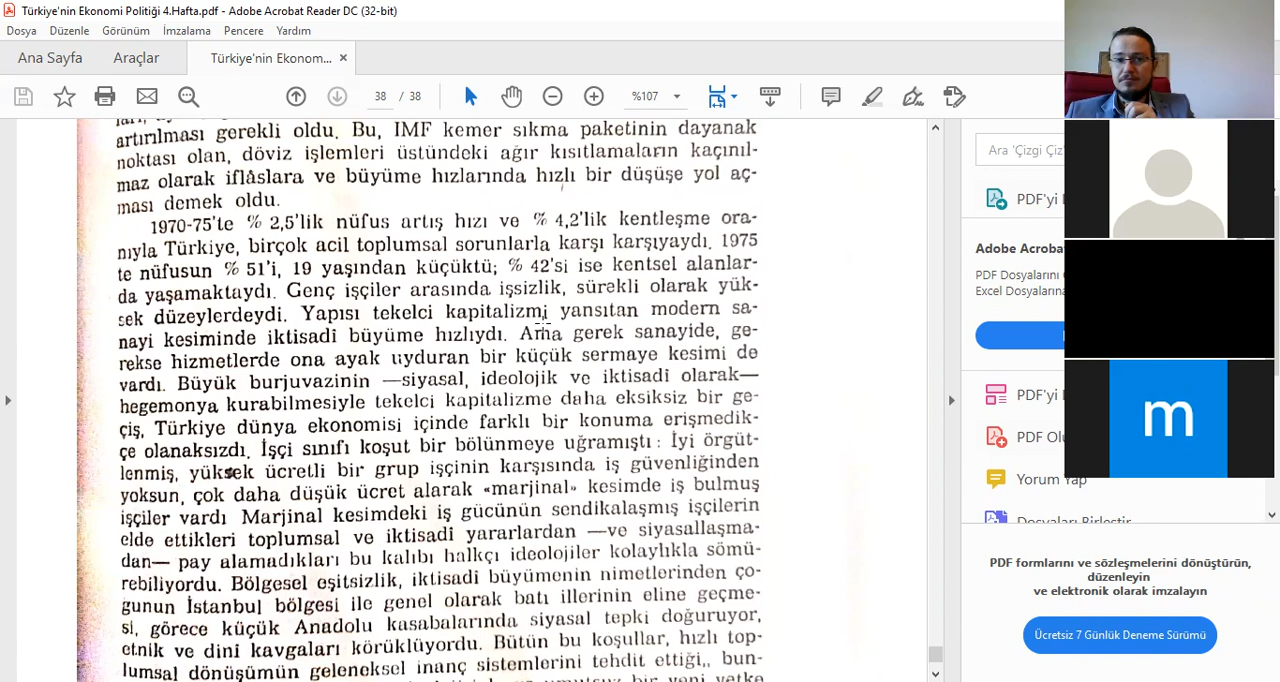 Türkiye'nin Ekonomi Politiği 4.Hafta.pdf - Adobe Acrobat Reader DC (32-bit)
Dosya Düzenle Görünüm İmzalama Pencere Yardım
Ana Sayfa Araçlar Türkiye'nin Ekonom... ×
38 / 38 %107
artırılması gerekli oldu. Bu, IMF kemer sıkma paketinin dayanak
noktası olan, döviz işlemleri üstündeki ağır kısıtlamaların kaçınıl-
maz olarak iflâslara ve büyüme hızlarında hızlı bir düşüşe yol aç-
ması demek oldu.
1970-75'te % 2,5'lik nüfus artış hızı ve % 4,2'lik kentleşme ora-
nıyla Türkiye, birçok acil toplumsal sorunlarla karşı karşıyaydı. 1975
te nüfusun % 51'i, 19 yaşından küçüktü; % 42'si ise kentsel alanlar-
da yaşamaktaydı. Genç işçiler arasında işsizlik, sürekli olarak yük-
sek düzeylerdeydi. Yapısı tekelci kapitalizmi yansıtan modern sa-
nayi kesiminde iktisadî büyüme hızlıydı. Ama gerek sanayide, ge-
rekse hizmetlerde ona ayak uyduran bir küçük sermaye kesimi de
vardı. Büyük burjuvazinin —siyasal, ideolojik ve iktisadî olarak—
hegemonya kurabilmesiyle tekelci kapitalizme daha eksiksiz bir ge-
çiş, Türkiye dünya ekonomisi içinde farklı bir konuma erişmedik-
çe olanaksızdı. İşçi sınıfı koşut bir bölünmeye uğramıştı : İyi örgüt-
lenmiş, yüksek ücretli bir grup işçinin karşısında iş güvenliğinden
yoksun, çok daha düşük ücret alarak «marjinal» kesimde iş bulmuş
işçiler vardı Marjinal kesimdeki iş gücünün sendikalaşmış işçilerin
elde ettikleri toplumsal ve iktisadi yararlardan —ve siyasallaşma-
dan— pay alamadıkları bu kalıbı halkçı ideolojiler kolaylıkla sömü-
rebiliyordu. Bölgesel eşitsizlik, iktisadi büyümenin nimetlerinden ço-
ğunun İstanbul bölgesi ile genel olarak batı illerinin eline geçme-
si, görece küçük Anadolu kasabalarında siyasal tepki doğuruyor,
etnik ve dini kavgaları körüklüyordu. Bütün bu koşullar, hızlı top-
lumsal dönüşümün geleneksel inanç sistemlerini tehdit ettiği,, bun-
bir yeni yetke
Ara 'Çizgi Çiz'
PDF'yi
Adobe Acrobat
PDF Dosyalarını
Excel Dosyalarına
PDF'yi
PDF
Yorum Yap
Dosyaları Birleştir
PDF formlarını ve sözleşmelerini dönüştürün,
düzenleyin
ve elektronik olarak imzalayın
Ücretsiz 7 Günlük Deneme Sürümü
m